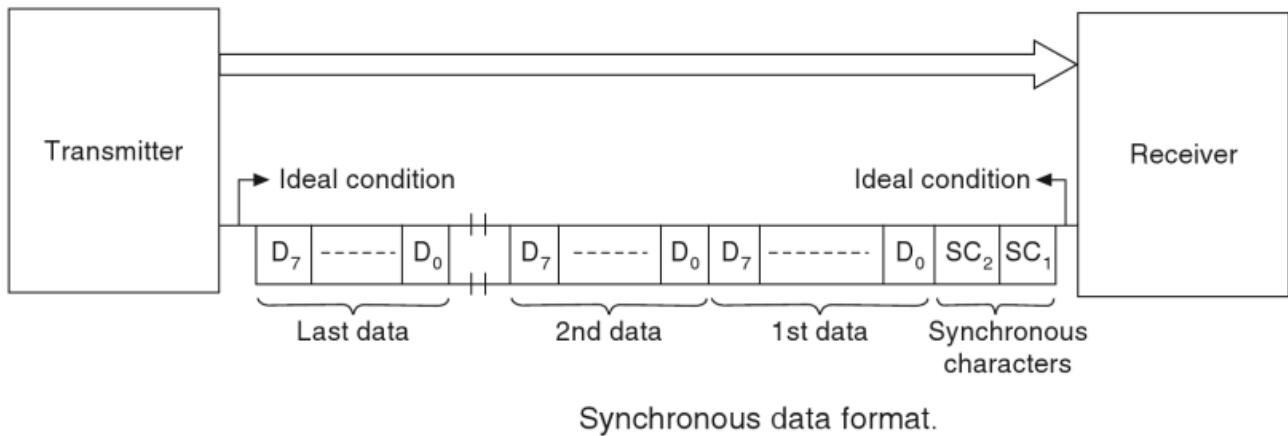 Transmitter
Receiver
Ideal condition
Ideal condition
D₇ ------ D₀ D₇ ------ D₀ D₇ -------- D₀ SC₂ SC₁
Last data
2nd data
1st data
Synchronous
characters
Synchronous data format.